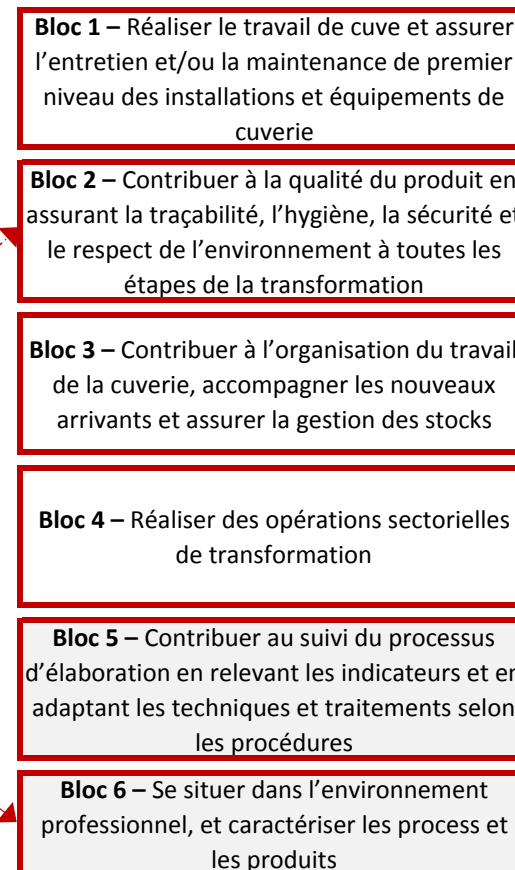 Bloc 1 – Réaliser le travail de cuve et assurer
l’entretien et/ou la maintenance de premier
niveau des installations et équipements de
cuverie
Bloc 2 – Contribuer à la qualité du produit en
assurant la traçabilité, l’hygiène, la sécurité et
le respect de l’environnement à toutes les
étapes de la transformation
Bloc 3 – Contribuer à l’organisation du travail
de la cuverie, accompagner les nouveaux
arrivants et assurer la gestion des stocks
Bloc 4 – Réaliser des opérations sectorielles
de transformation
Bloc 5 – Contribuer au suivi du processus
d’élaboration en relevant les indicateurs et en
adaptant les techniques et traitements selon
les procédures
Bloc 6 – Se situer dans l’environnement
professionnel, et caractériser les process et
les produits